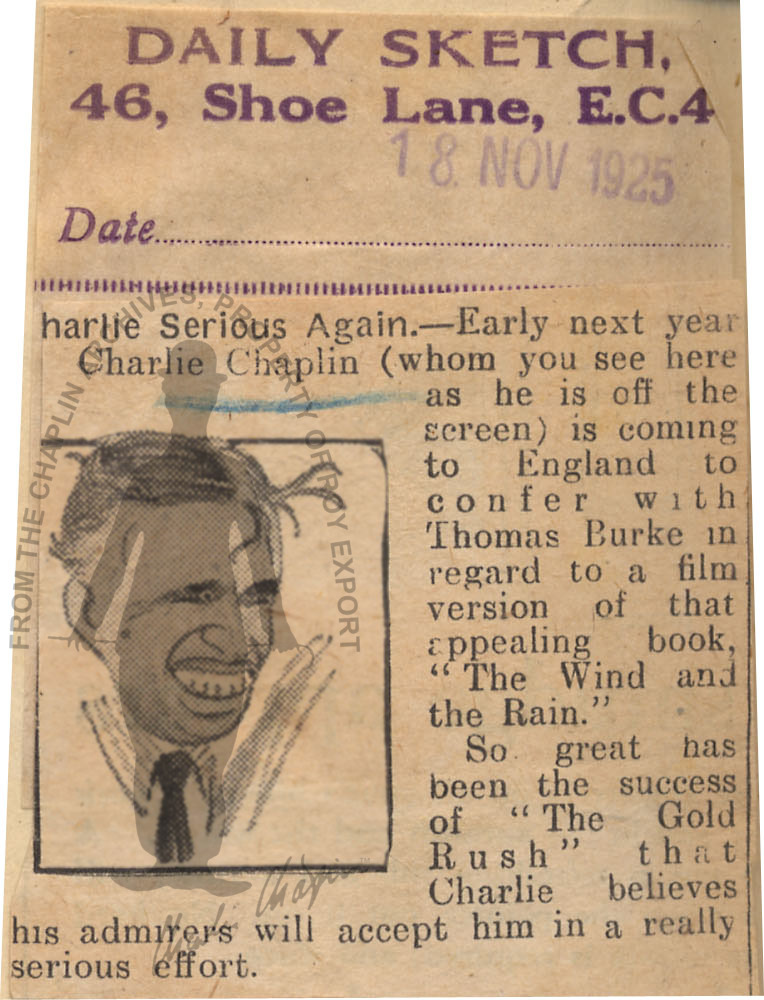 DAILY SKETCH,
46, Shoe Lane, E.C.4
18 NOV 1925
Date
harlie Serious Again.—Early next year
Charlie Chaplin (whom you see here
as he is off the
screen) is coming
to England to
confer with
Thomas Burke in
regard to a film
version of that
appealing book,
“The Wind and
the Rain.”
So great has
been the success
of “The Gold
Rush” that
Charlie believes
his admirers will accept him in a really
serious effort.
FROM THE CHAPLIN ARCHIVES, PROPERTY OF ROY EXPORT
Charlie Chaplin